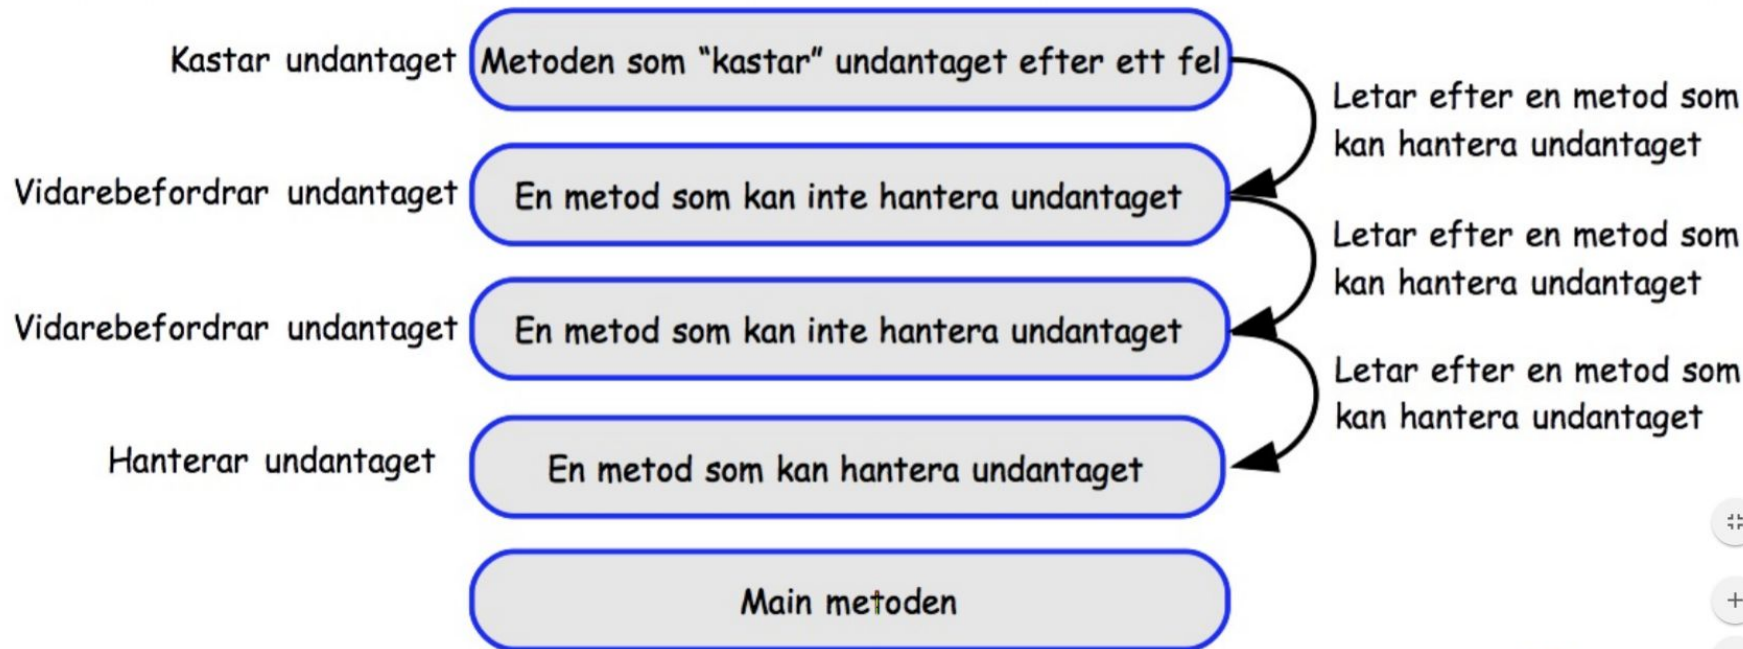 Kastar undantaget
Metoden som “kastar” undantaget efter ett fel
Letar efter en metod som
kan hantera undantaget
Vidarebefordrar undantaget
En metod som kan inte hantera undantaget
Letar efter en metod som
kan hantera undantaget
Vidarebefordrar undantaget
En metod som kan inte hantera undantaget
Letar efter en metod som
kan hantera undantaget
Hanterar undantaget
En metod som kan hantera undantaget
Main metoden